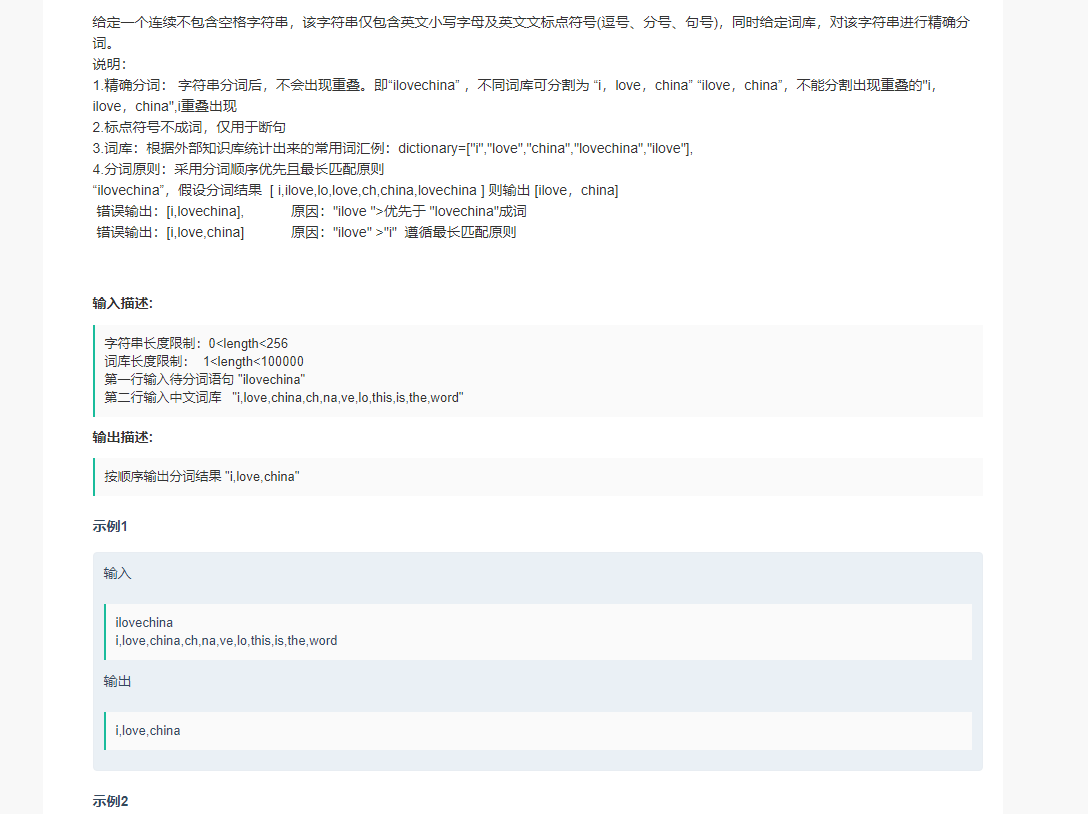 给定一个连续不包含空格字符串，该字符串仅包含英文小写字母及英文文标点符号(逗号、分号、句号)，同时给定词库，对该字符串进行精确分
词。
说明：
1.精确分词： 字符串分词后，不会出现重叠。即“ilovechina” ，不同词库可分割为 “i，love，china” “ilove，china”，不能分割出现重叠的"i，
ilove，china",i重叠出现
2.标点符号不成词，仅用于断句
3.词库：根据外部知识库统计出来的常用词汇例：dictionary=["i","love","china","lovechina","ilove"],
4.分词原则：采用分词顺序优先且最长匹配原则
“ilovechina”，假设分词结果 [ i,ilove,lo,love,ch,china,lovechina ] 则输出 [ilove，china]
错误输出：[i,lovechina], 原因："ilove ">优先于 "lovechina"成词
错误输出：[i,love,china] 原因："ilove" >"i" 遵循最长匹配原则
输入描述:
字符串长度限制：0<length<256
词库长度限制： 1<length<100000
第一行输入待分词语句 "ilovechina"
第二行输入中文词库 "i,love,china,ch,na,ve,lo,this,is,the,word"
输出描述:
按顺序输出分词结果 "i,love,china"
示例1
输入
ilovechina
i,love,china,ch,na,ve,lo,this,is,the,word
输出
i,love,china
示例2